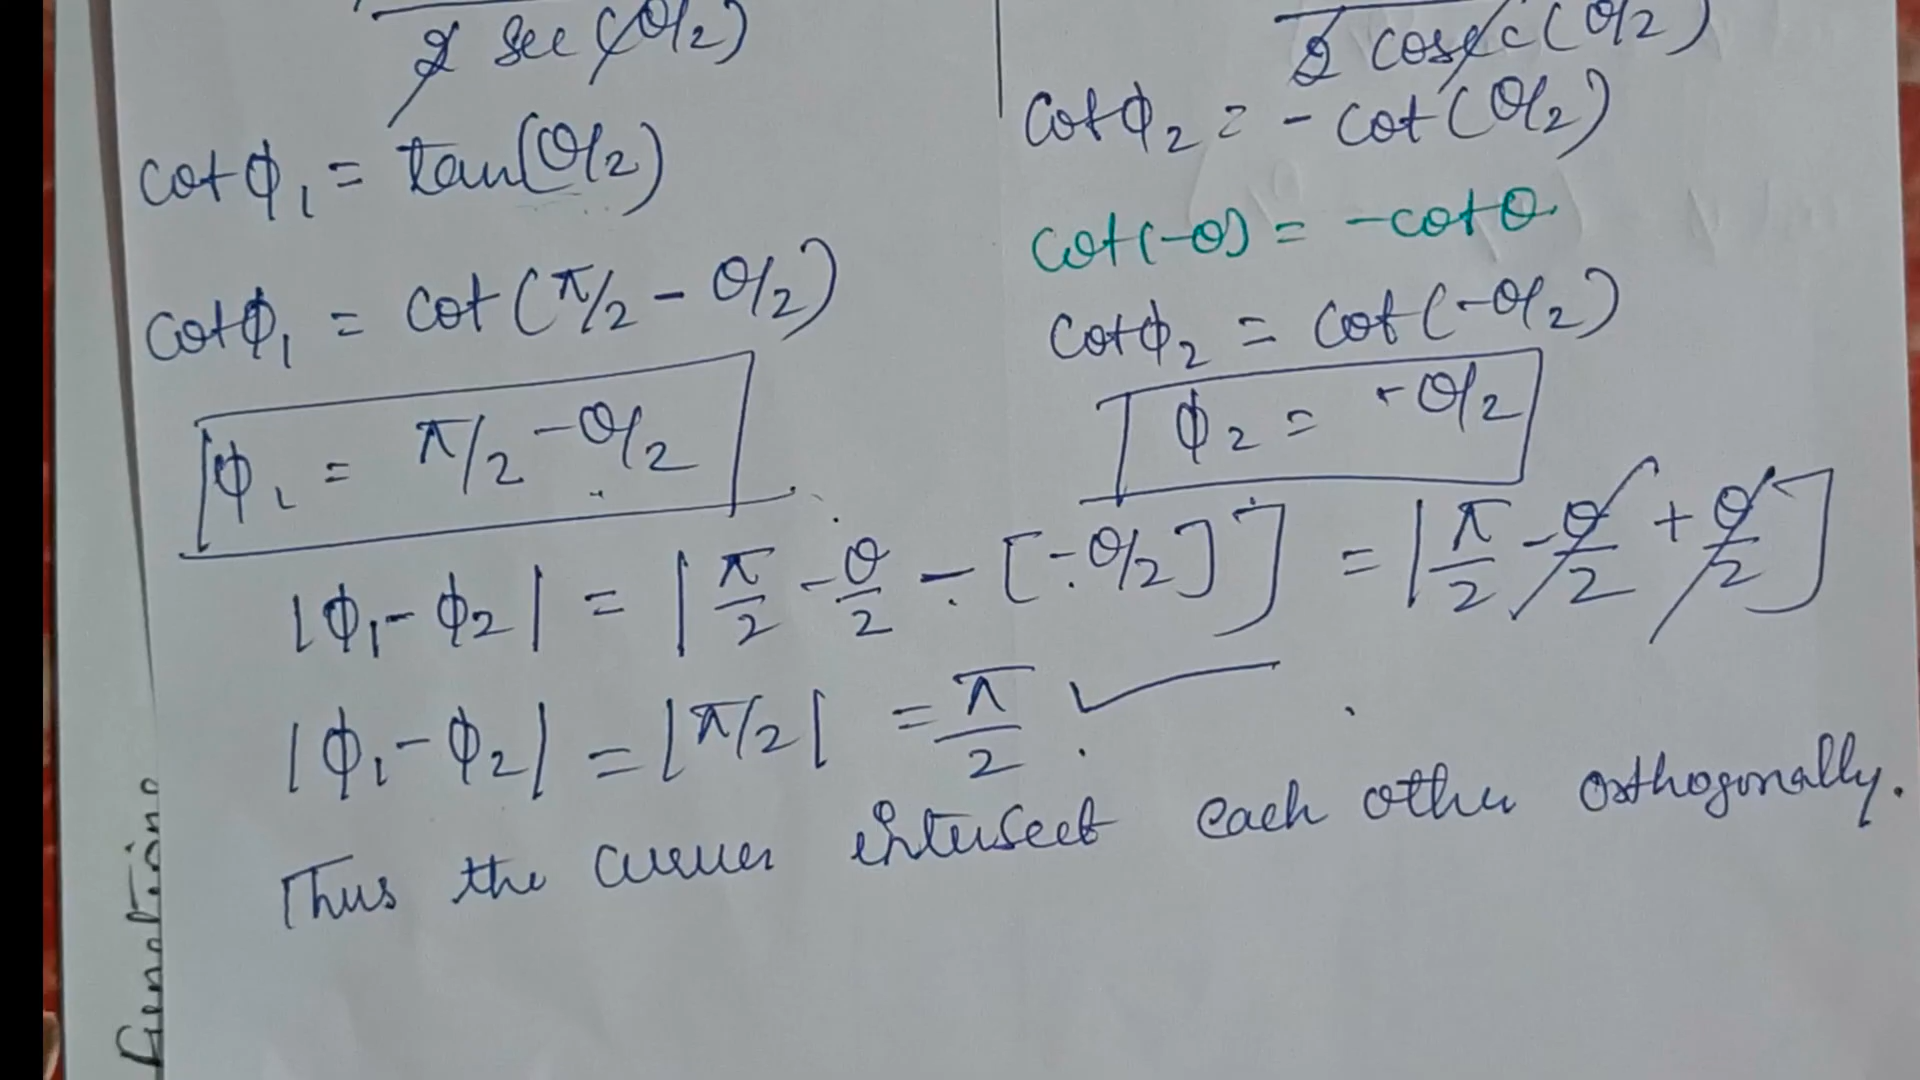 2 sec(θ/2)
cot φ₁ = tan(θ/2)
cot φ₁ = cot(π/2 - θ/2)
φ₁ = π/2 - θ/2
2 cosec(θ/2)
cot φ₂ = - cot(θ/2)
cot(-θ) = -cotθ
cot φ₂ = cot(-θ/2)
φ₂ = -θ/2
|φ₁ - φ₂| = |π/2 - θ/2 - [-θ/2]] = |π/2 - θ/2 + θ/2]
|φ₁ - φ₂| = |π/2| = π/2 ✓.
Thus the curves intersect each other orthogonally.